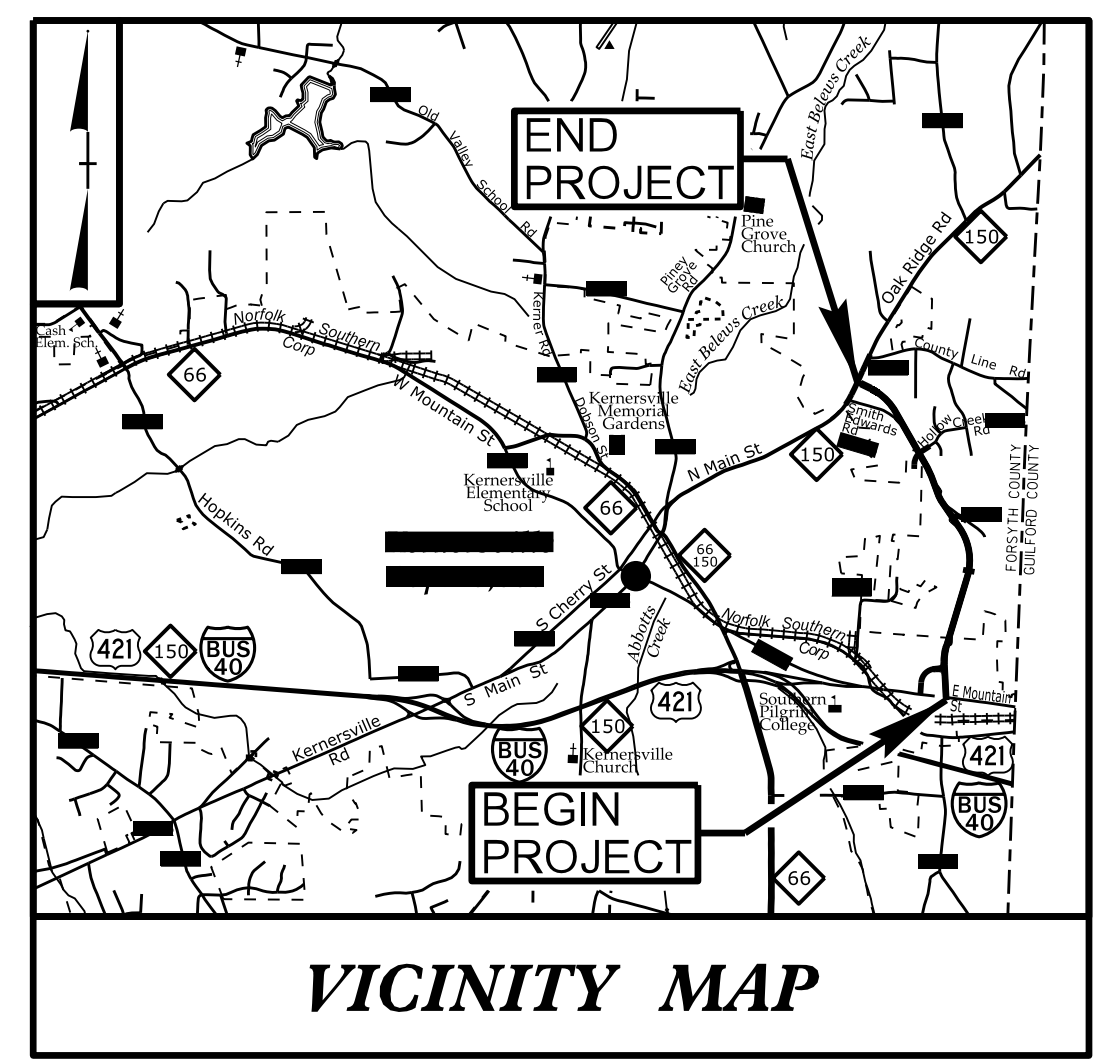 Old Valley School Rd
East Belews Creek
END
PROJECT
Pine
Grove
Church
150
Oak Ridge Rd
Piney
Grove
Rd
Kerner Rd
East Belews Creek
Cash
Elem. Sch.
Norfolk Southern
Corp
66
County Line Rd
W Mountain St
Dobson St
Kernersville
Memorial
Gardens
Smith
Edwards
Rd
Hollow Creek
Rd
150
N Main St
Kernersville
Elementary
School
66
FORSYTH COUNTY
GUILFORD COUNTY
Hopkins Rd
66
150
S Cherry St
Abbotts
Creek
Norfolk Southern
Corp
421
150
BUS
40
S Main St
421
Southern
Pilgrim
College
E Mountain
St
150
Kernersville
Rd
BUS
40
Kernersville
Church
421
BUS
40
BEGIN
PROJECT
66
VICINITY MAP